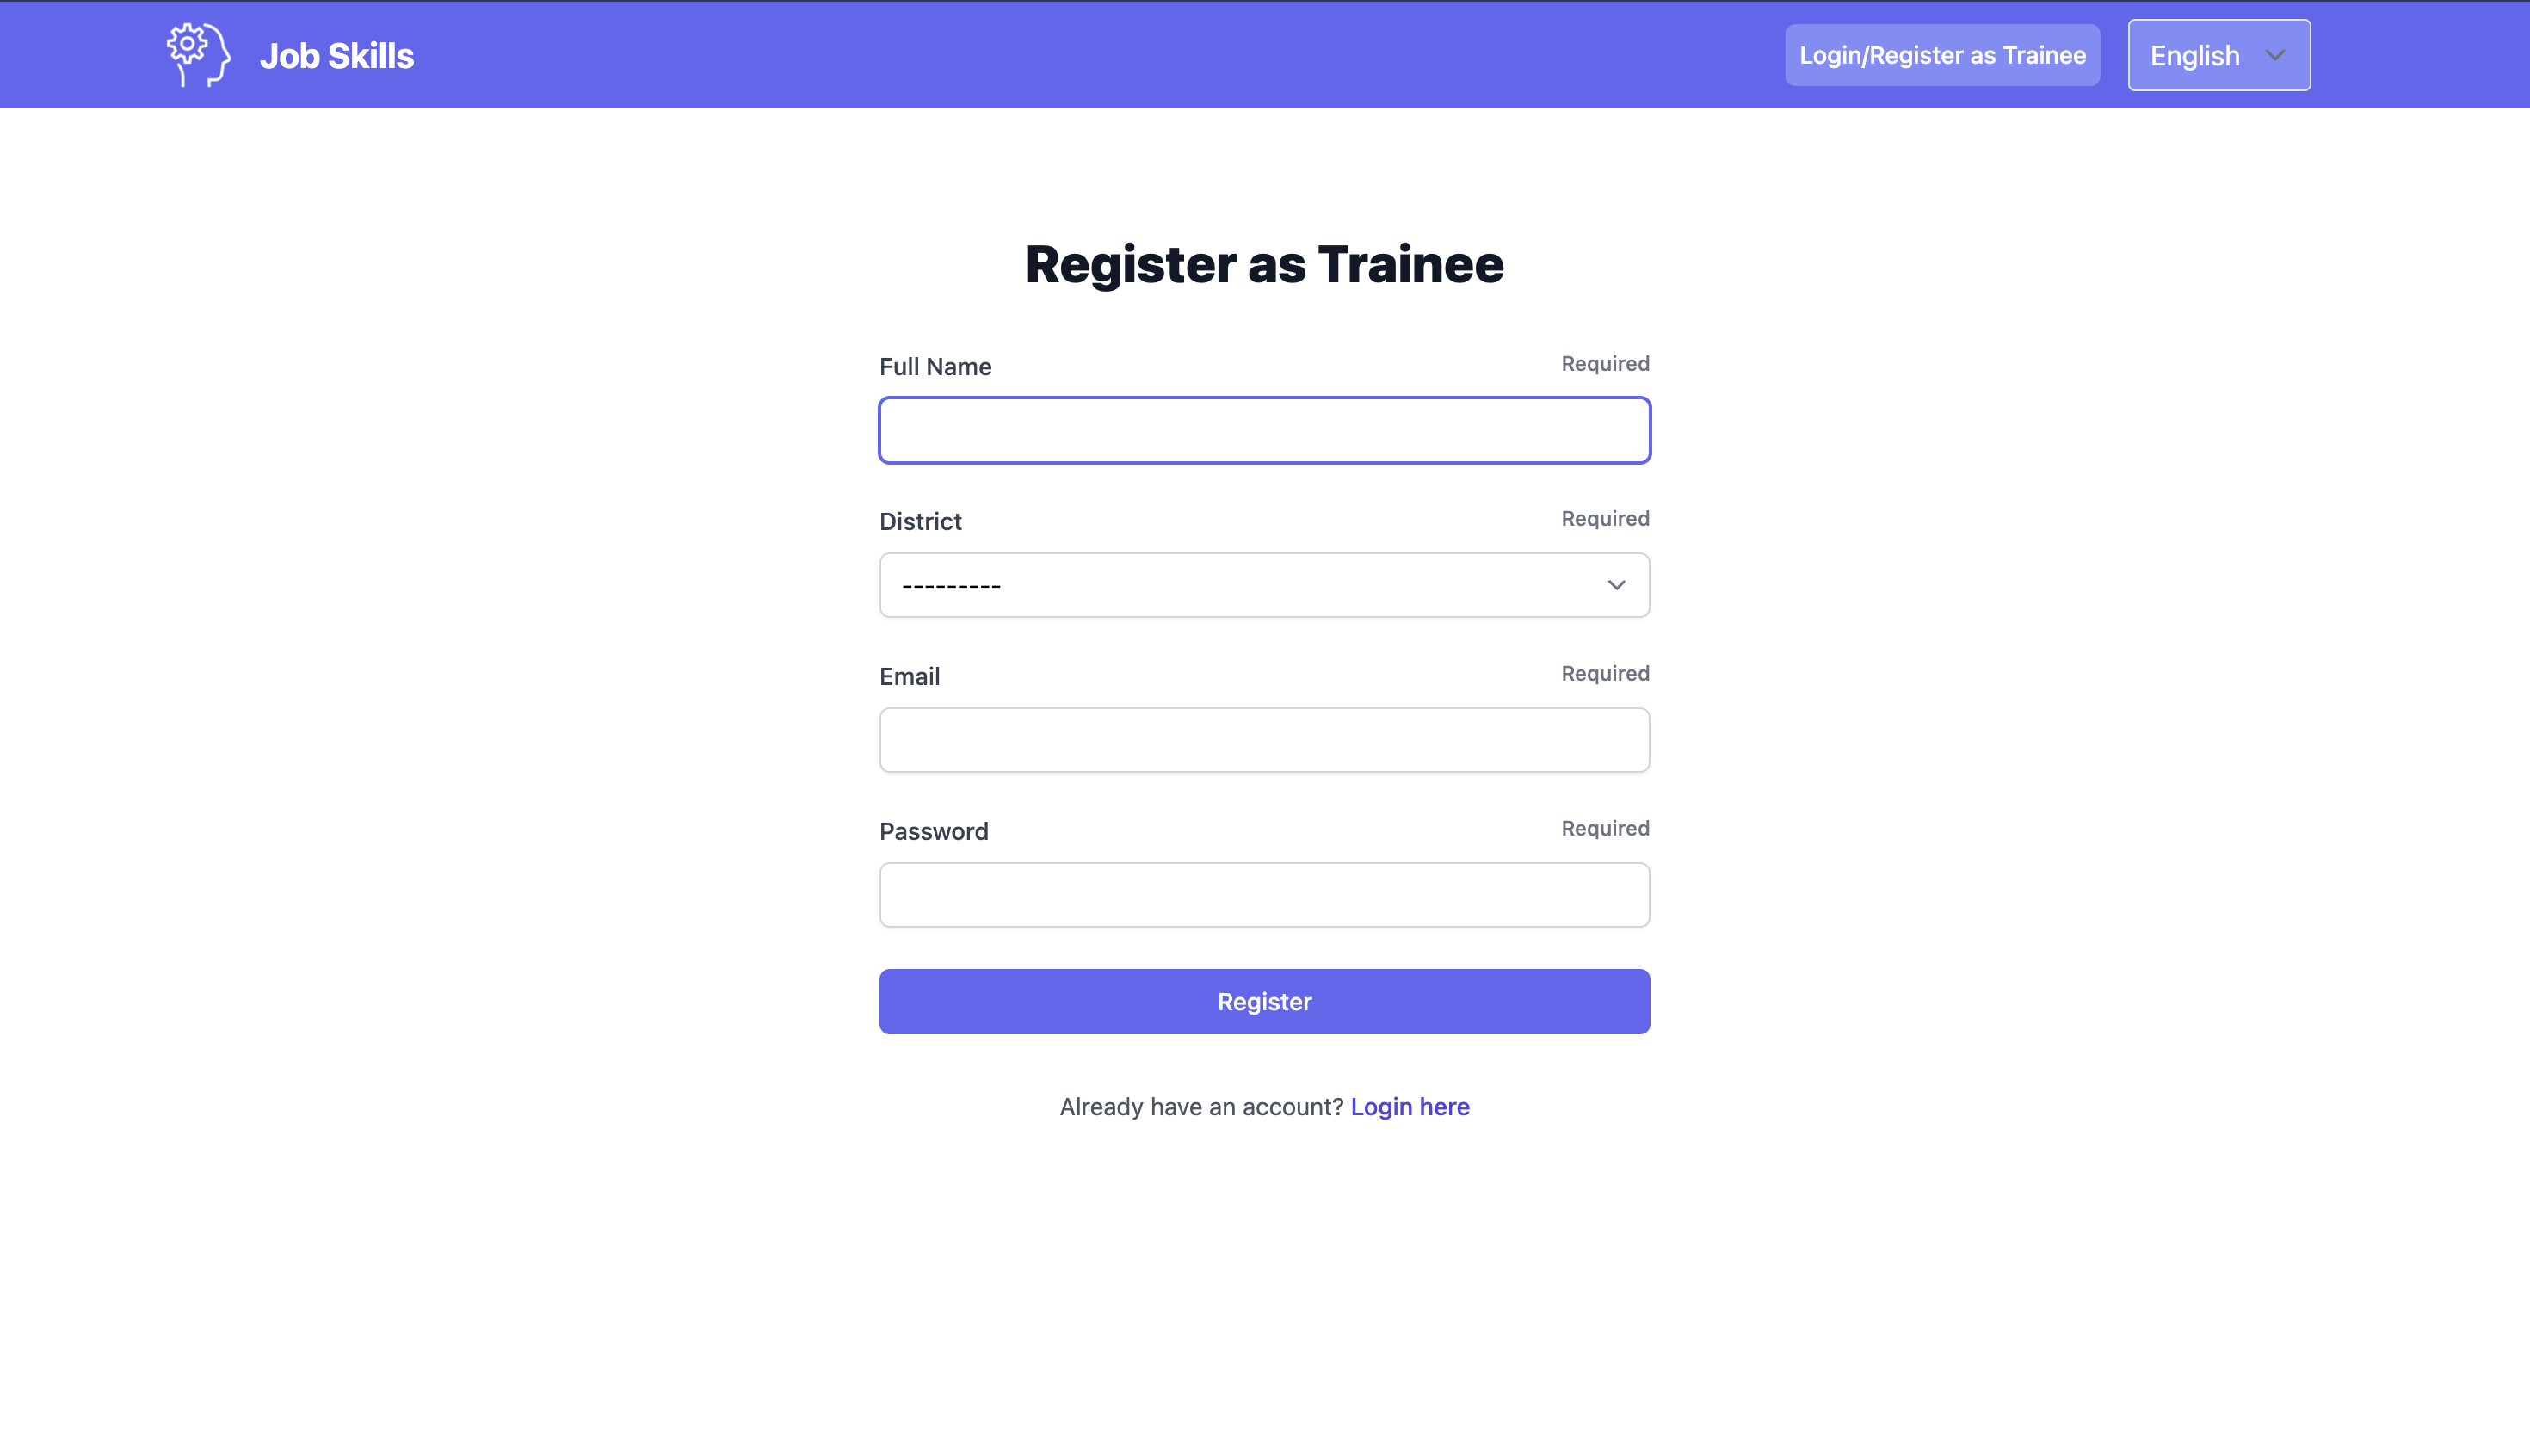 Job Skills
Login/Register as Trainee
English
Register as Trainee
Full Name
Required
District
Required
---------
Email
Required
Password
Required
Register
Already have an account? Login here